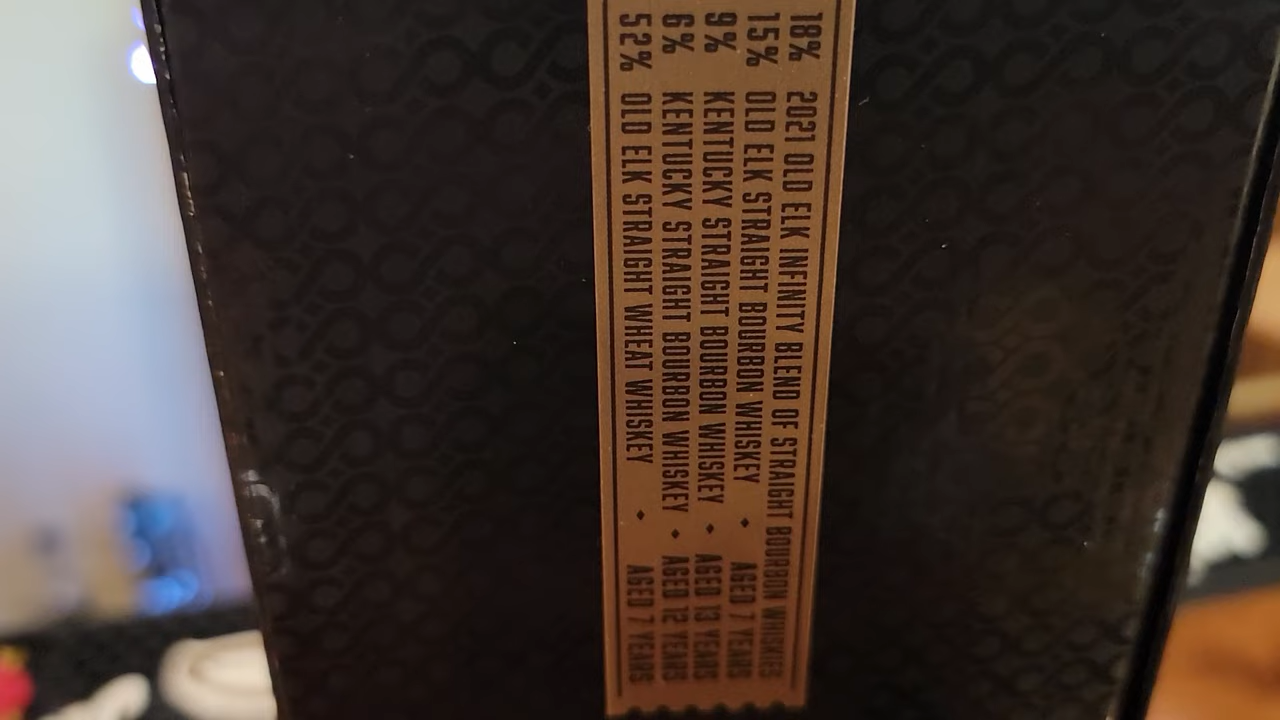 18% 2021 OLD ELK INFINITY BLEND OF STRAIGHT BOURBON WHISKIES
15% OLD ELK STRAIGHT BOURBON WHISKEY ⬥ AGED 7 YEARS
9% KENTUCKY STRAIGHT BOURBON WHISKEY ⬥ AGED 13 YEARS
6% KENTUCKY STRAIGHT BOURBON WHISKEY ⬥ AGED 12 YEARS
52% OLD ELK STRAIGHT WHEAT WHISKEY ⬥ AGED 7 YEARS